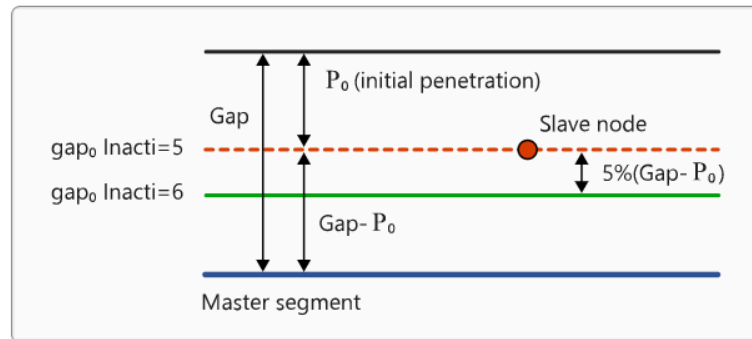 P₀ (initial penetration)
Gap
Slave node
gap₀ Inacti=5
5%(Gap- P₀)
gap₀ Inacti=6
Gap- P₀
Master segment